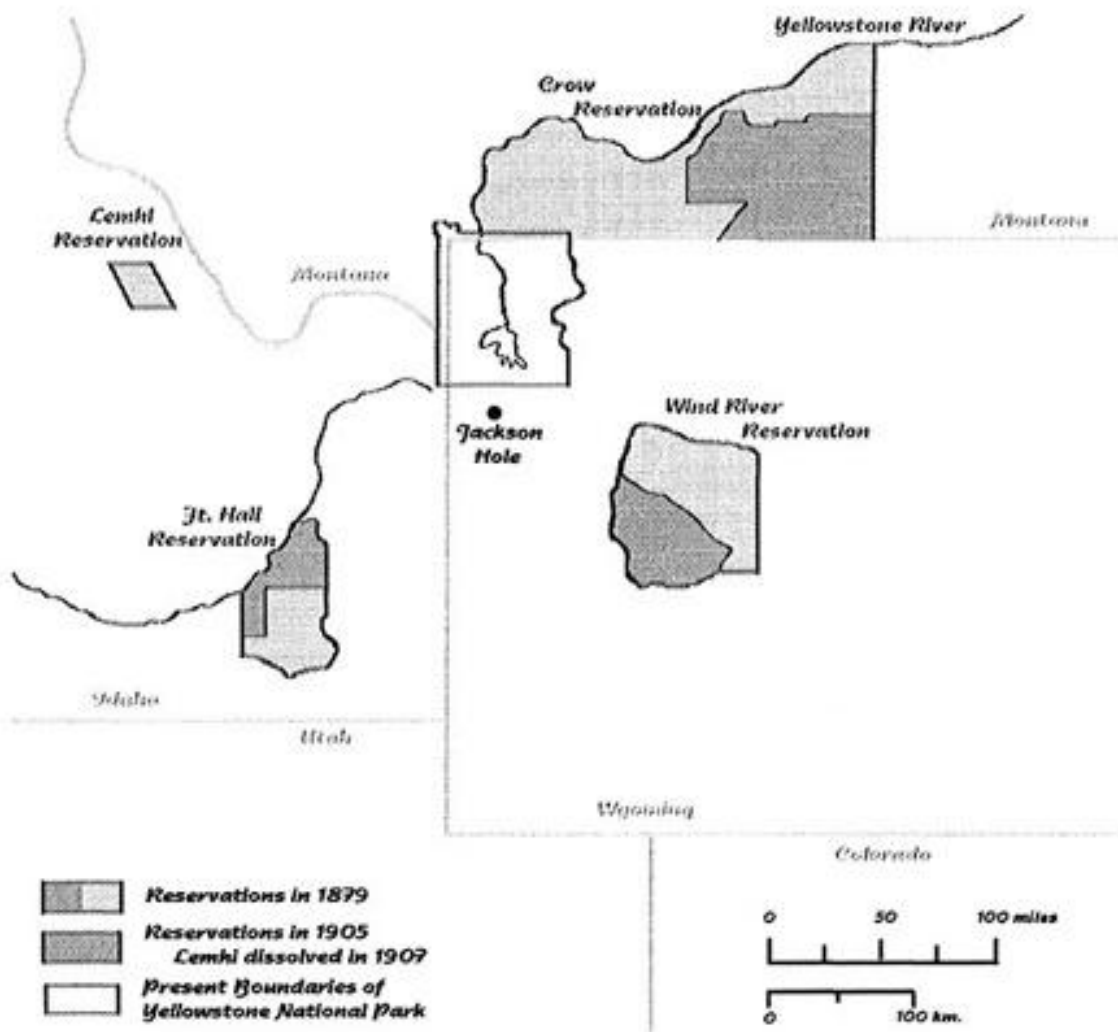 Yellowstone River
Crow
Reservation
Lemhi
Reservation
Montana
Montana
Wind River
Reservation
Jackson
Hole
Ft. Hall
Reservation
Idaho
Utah
Wyoming
Colorado
Reservations in 1879
Reservations in 1905
Lemhi dissolved in 1907
Present Boundaries of
Yellowstone National Park
0 50 100 miles
0 100 km.